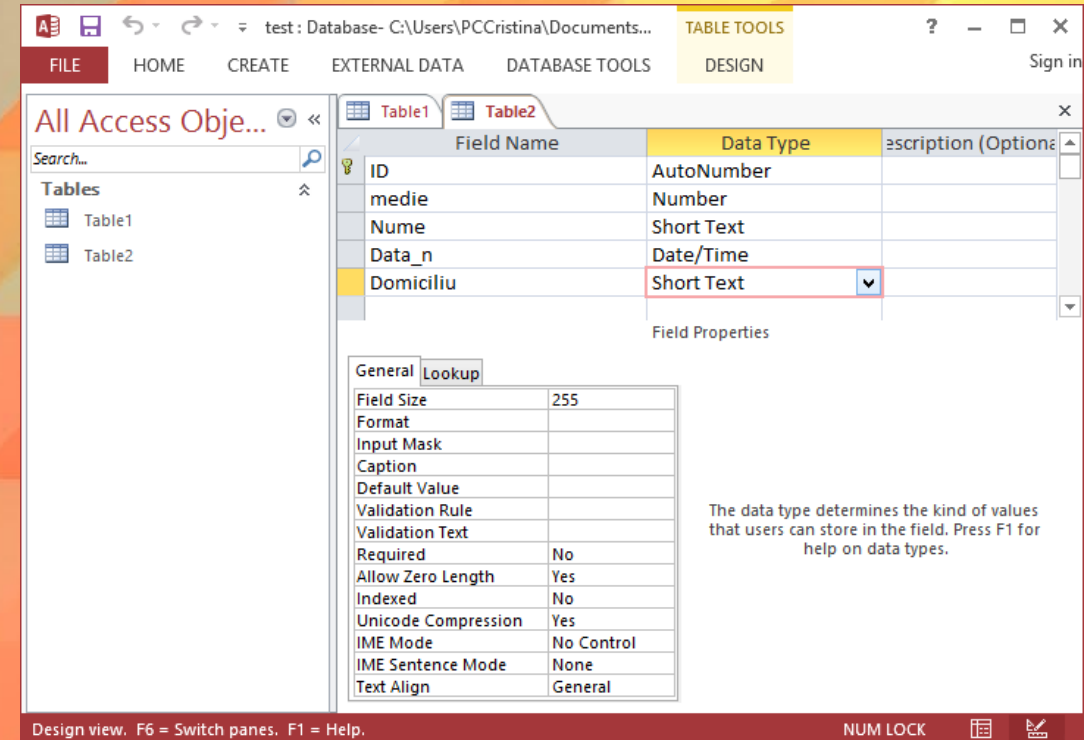 test : Database- C:\Users\PCCristina\Documents... TABLE TOOLS ?
FILE HOME CREATE EXTERNAL DATA DATABASE TOOLS DESIGN Sign in
All Access Obje... «
Search...
Tables
Table1
Table2
Table1 Table2
Field Name Data Type escription (Optiona
ID AutoNumber
medie Number
Nume Short Text
Data_n Date/Time
Domiciliu Short Text
Field Properties
General Lookup
Field Size 255
Format
Input Mask
Caption
Default Value
Validation Rule
Validation Text
Required No
Allow Zero Length Yes
Indexed No
Unicode Compression Yes
IME Mode No Control
IME Sentence Mode None
Text Align General
The data type determines the kind of values
that users can store in the field. Press F1 for
help on data types.
Design view. F6 = Switch panes. F1 = Help. NUM LOCK